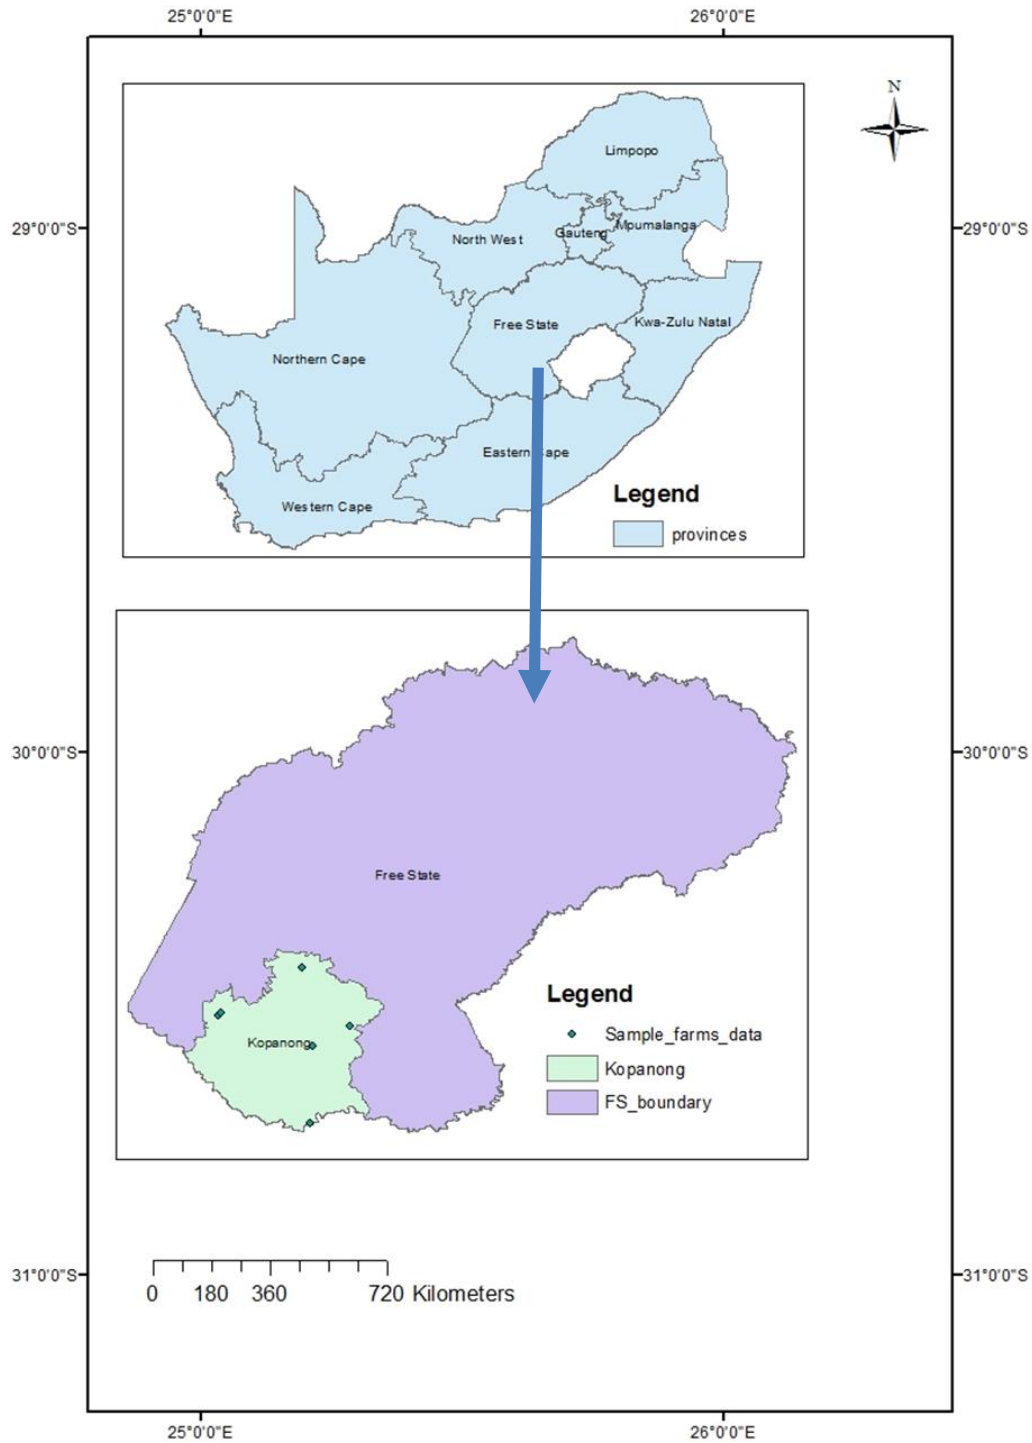 25°0'0"E 26°0'0"E
N
Limpopo
29°0'0"S 29°0'0"S
North West Gauteng Mpumalanga
Free State Kwa-Zulu Natal
Northern Cape
Eastern Cape
Western Cape
Legend
provinces
30°0'0"S 30°0'0"S
Free State
Legend
Sample_farms_data
Kopanong
Kopanong
FS_boundary
31°0'0"S 31°0'0"S
0 180 360 720 Kilometers
25°0'0"E 26°0'0"E